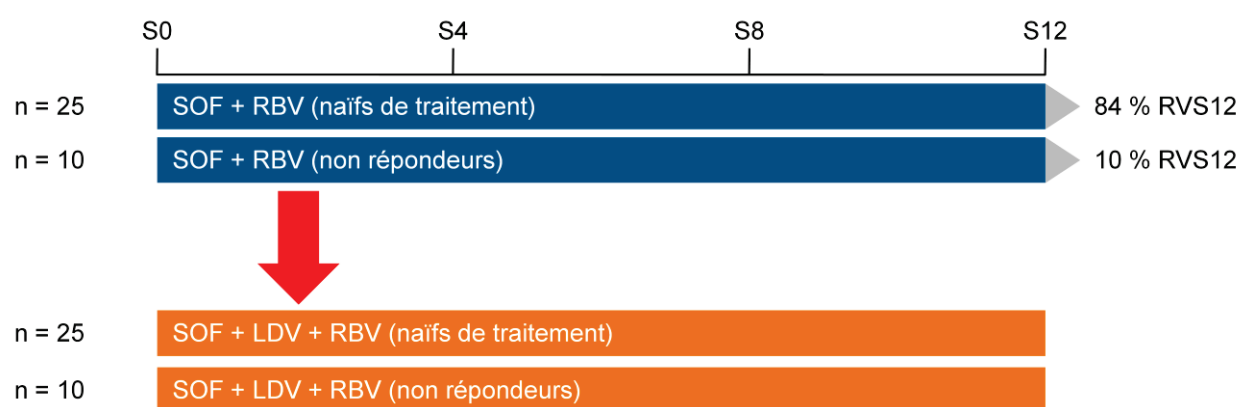 S0 S4 S8 S12
n = 25 SOF + RBV (naïfs de traitement) 84 % RVS12
n = 10 SOF + RBV (non répondeurs) 10 % RVS12
n = 25 SOF + LDV + RBV (naïfs de traitement)
n = 10 SOF + LDV + RBV (non répondeurs)